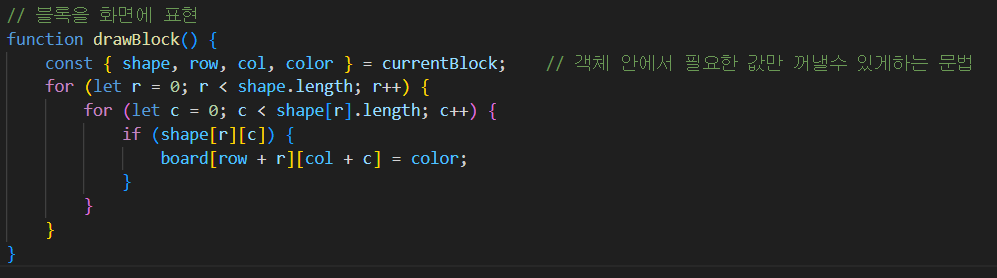 // 블록을 화면에 표현
function drawBlock() {
    const { shape, row, col, color } = currentBlock;    // 객체 안에서 필요한 값만 꺼낼수 있게하는 문법
    for (let r = 0; r < shape.length; r++) {
        for (let c = 0; c < shape[r].length; c++) {
            if (shape[r][c]) {
                board[row + r][col + c] = color;
            }
        }
    }
}